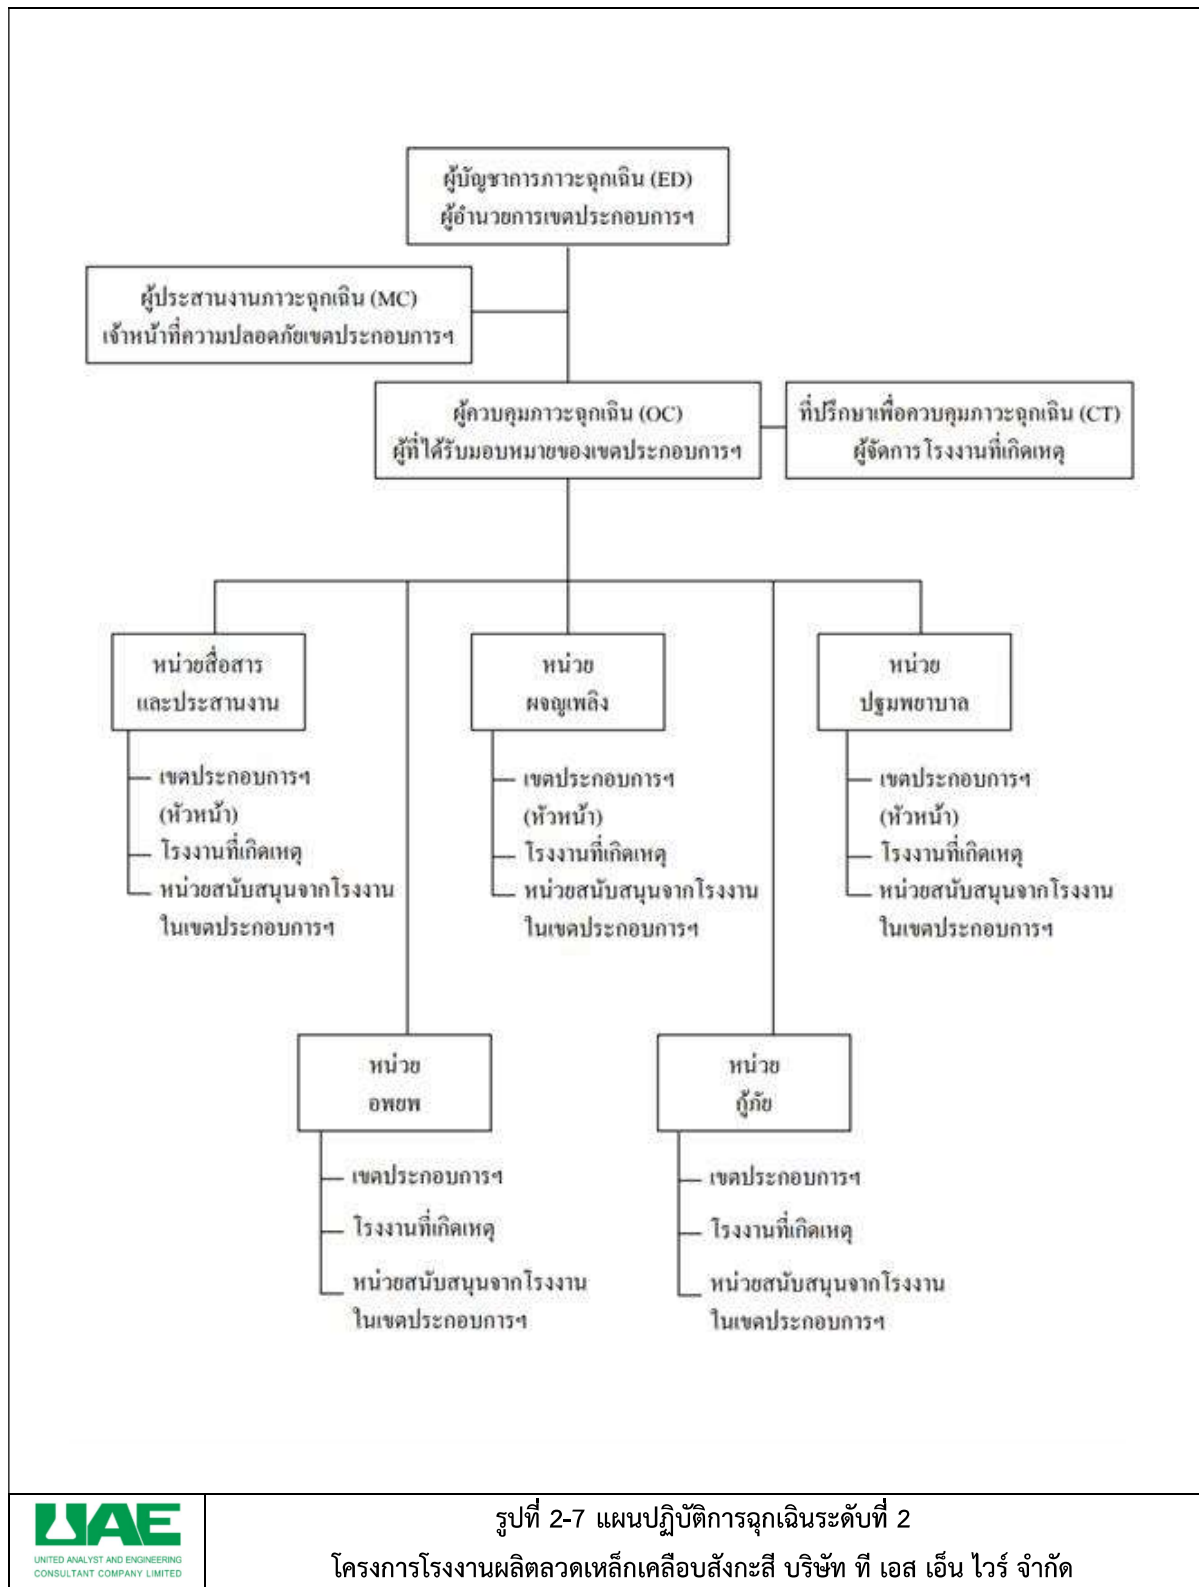 ผู้บัญชาการภาวะฉุกเฉิน (ED)
ผู้อำนวยการเขตประกอบการฯ
ผู้ประสานงานภาวะฉุกเฉิน (MC)
เจ้าหน้าที่ความปลอดภัยเขตประกอบการฯ
ผู้ควบคุมภาวะฉุกเฉิน (OC)
ผู้ที่ได้รับมอบหมายของเขตประกอบการฯ
ที่ปรึกษาเพื่อควบคุมภาวะฉุกเฉิน (CT)
ผู้จัดการโรงงานที่เกิดเหตุ
หน่วยสื่อสาร
และประสานงาน
เขตประกอบการฯ
(หัวหน้า)
โรงงานที่เกิดเหตุ
หน่วยสนับสนุนจากโรงงาน
ในเขตประกอบการฯ
หน่วย
ผจญเพลิง
เขตประกอบการฯ
(หัวหน้า)
โรงงานที่เกิดเหตุ
หน่วยสนับสนุนจากโรงงาน
ในเขตประกอบการฯ
หน่วย
ปฐมพยาบาล
เขตประกอบการฯ
(หัวหน้า)
โรงงานที่เกิดเหตุ
หน่วยสนับสนุนจากโรงงาน
ในเขตประกอบการฯ
หน่วย
อพยพ
เขตประกอบการฯ
โรงงานที่เกิดเหตุ
หน่วยสนับสนุนจากโรงงาน
ในเขตประกอบการฯ
หน่วย
กู้ภัย
เขตประกอบการฯ
โรงงานที่เกิดเหตุ
หน่วยสนับสนุนจากโรงงาน
ในเขตประกอบการฯ
UAE
UNITED ANALYST AND ENGINEERING
CONSULTANT COMPANY LIMITED
รูปที่ 2-7 แผนปฏิบัติการฉุกเฉินระดับที่ 2
โครงการโรงงานผลิตลวดเหล็กเคลือบสังกะสี บริษัท ที เอส เอ็น ไวร์ จำกัด